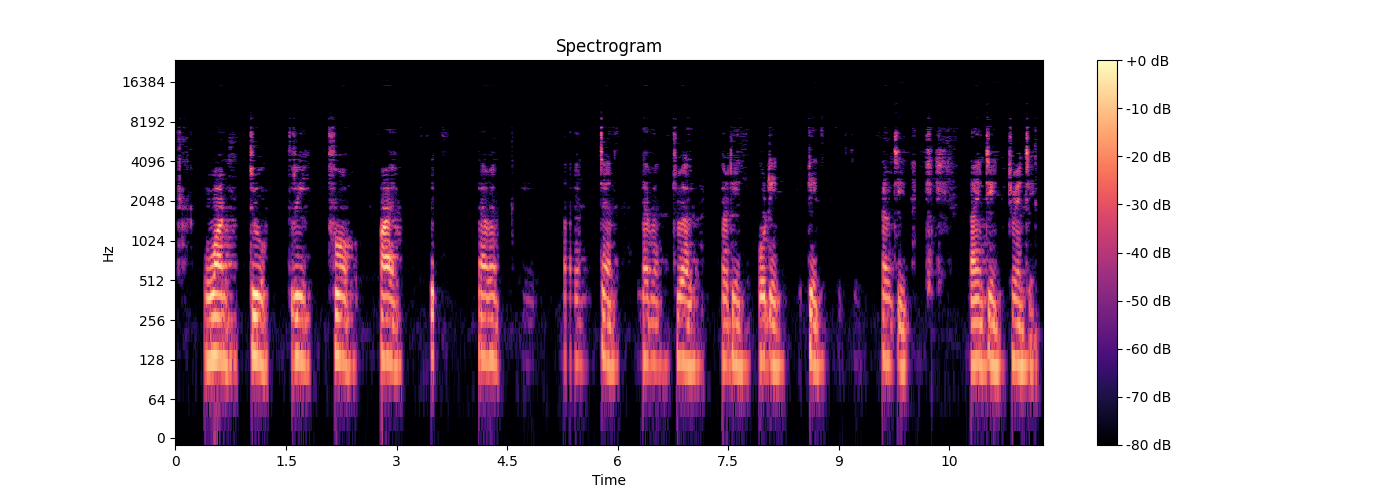 Spectrogram
16384
8192
4096
2048
1024
512
256
128
64
0
Hz
0 1.5 3 4.5 6 7.5 9 10
Time
+0 dB
-10 dB
-20 dB
-30 dB
-40 dB
-50 dB
-60 dB
-70 dB
-80 dB